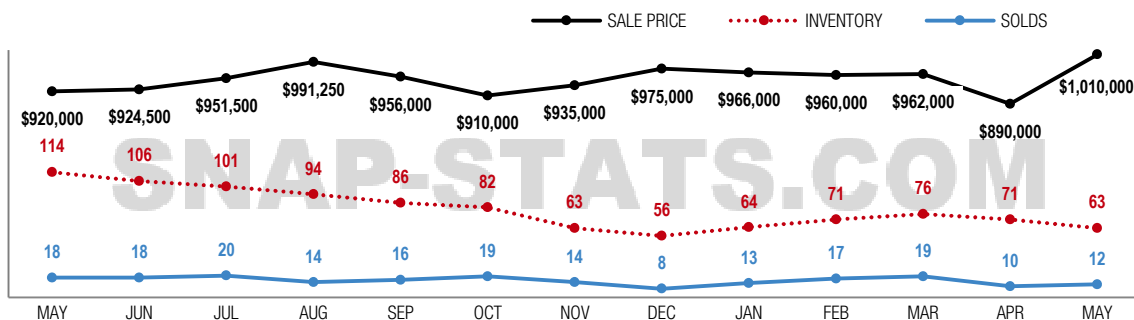 SALE PRICE INVENTORY SOLDS
$920,000 $924,500 $951,500 $991,250 $956,000 $910,000 $935,000 $975,000 $966,000 $960,000 $962,000 $890,000 $1,010,000
SNAP-STATS.COM
114 106 101 94 86 82 63 56 64 71 76 71 63
18 18 20 14 16 19 14 8 13 17 19 10 12
MAY JUN JUL AUG SEP OCT NOV DEC JAN FEB MAR APR MAY